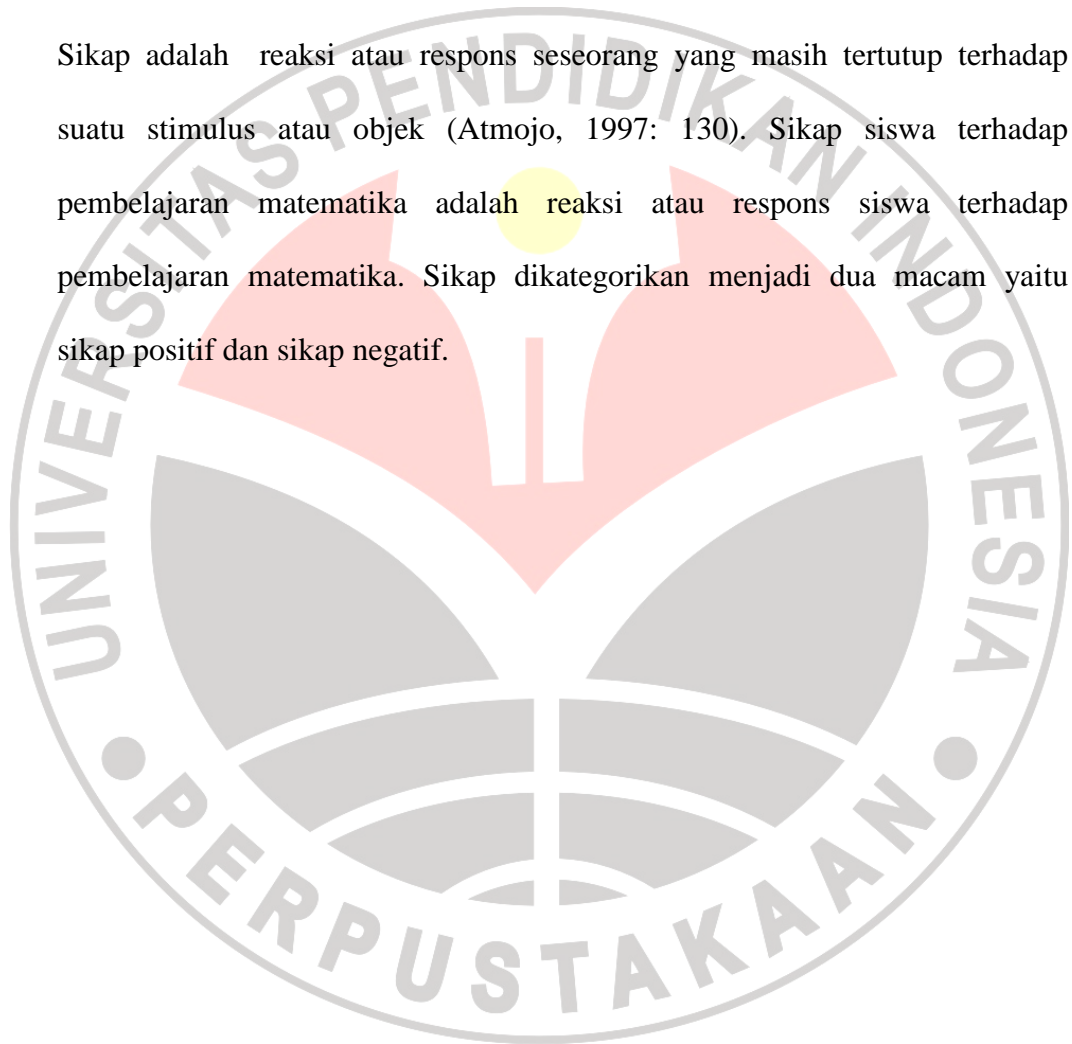 Sikap adalah reaksi atau respons seseorang yang masih tertutup terhadap
suatu stimulus atau objek (Atmojo, 1997: 130). Sikap siswa terhadap
pembelajaran matematika adalah reaksi atau respons siswa terhadap
pembelajaran matematika. Sikap dikategorikan menjadi dua macam yaitu
sikap positif dan sikap negatif.
UNIVERSITAS PENDIDIKAN INDONESIA
PERPUSTAKAAN